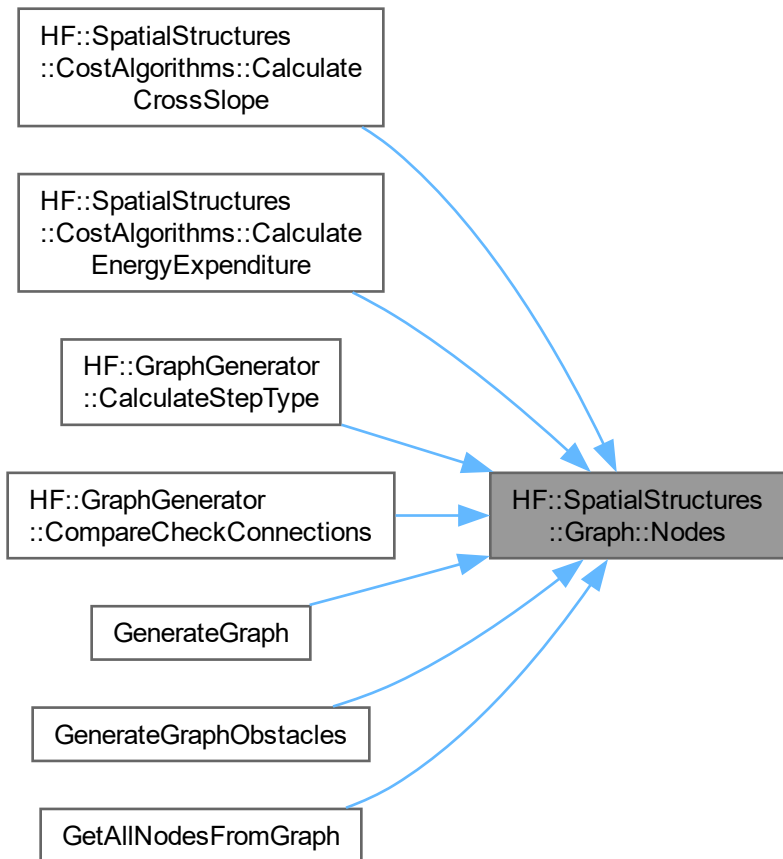 HF::SpatialStructures
::CostAlgorithms::Calculate
CrossSlope
HF::SpatialStructures
::CostAlgorithms::Calculate
EnergyExpenditure
HF::GraphGenerator
::CalculateStepType
HF::GraphGenerator
::CompareCheckConnections
GenerateGraph
GenerateGraphObstacles
GetAllNodesFromGraph
HF::SpatialStructures
::Graph::Nodes